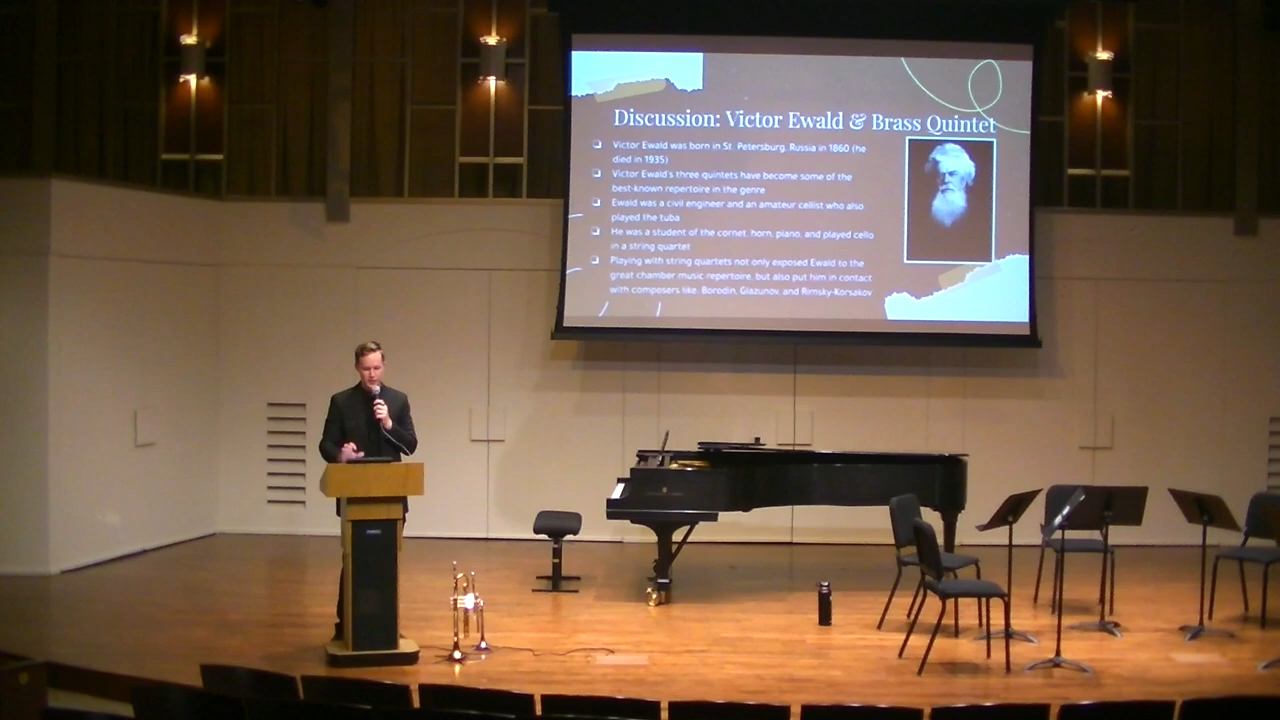 Discussion: Victor Ewald & Brass Quintet
❏ Victor Ewald was born in St. Petersburg, Russia in 1860 (he
died in 1935)
❏ Victor Ewald's three quintets have become some of the
best-known repertoire in the genre
❏ Ewald was a civil engineer and an amateur cellist who also
played the tuba
❏ He was a student of the cornet, horn, piano, and played cello
in a string quartet
❏ Playing with string quartets not only exposed Ewald to the
great chamber music repertoire, but also put him in contact
with composers like: Borodin, Glazunov, and Rimsky-Korsakov